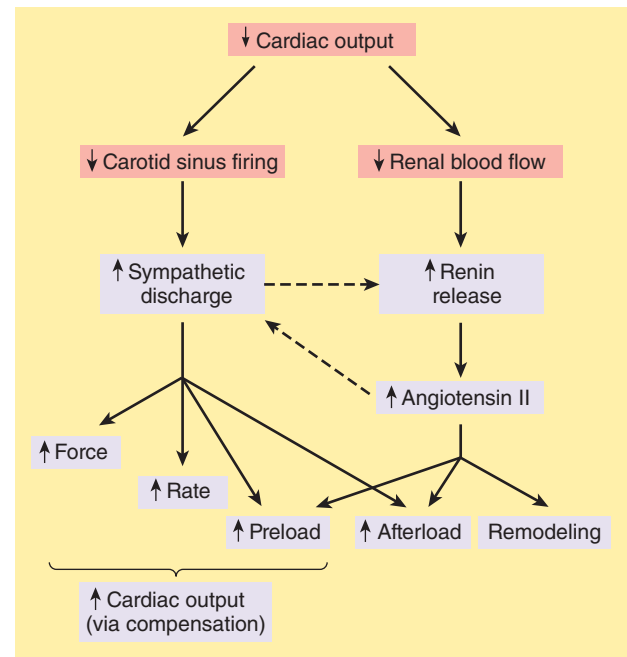 ↓ Cardiac output
↓ Carotid sinus firing
↓ Renal blood flow
↑ Sympathetic
discharge
↑ Renin
release
↑ Angiotensin II
↑ Force
↑ Rate
↑ Preload
↑ Afterload
Remodeling
↑ Cardiac output
(via compensation)